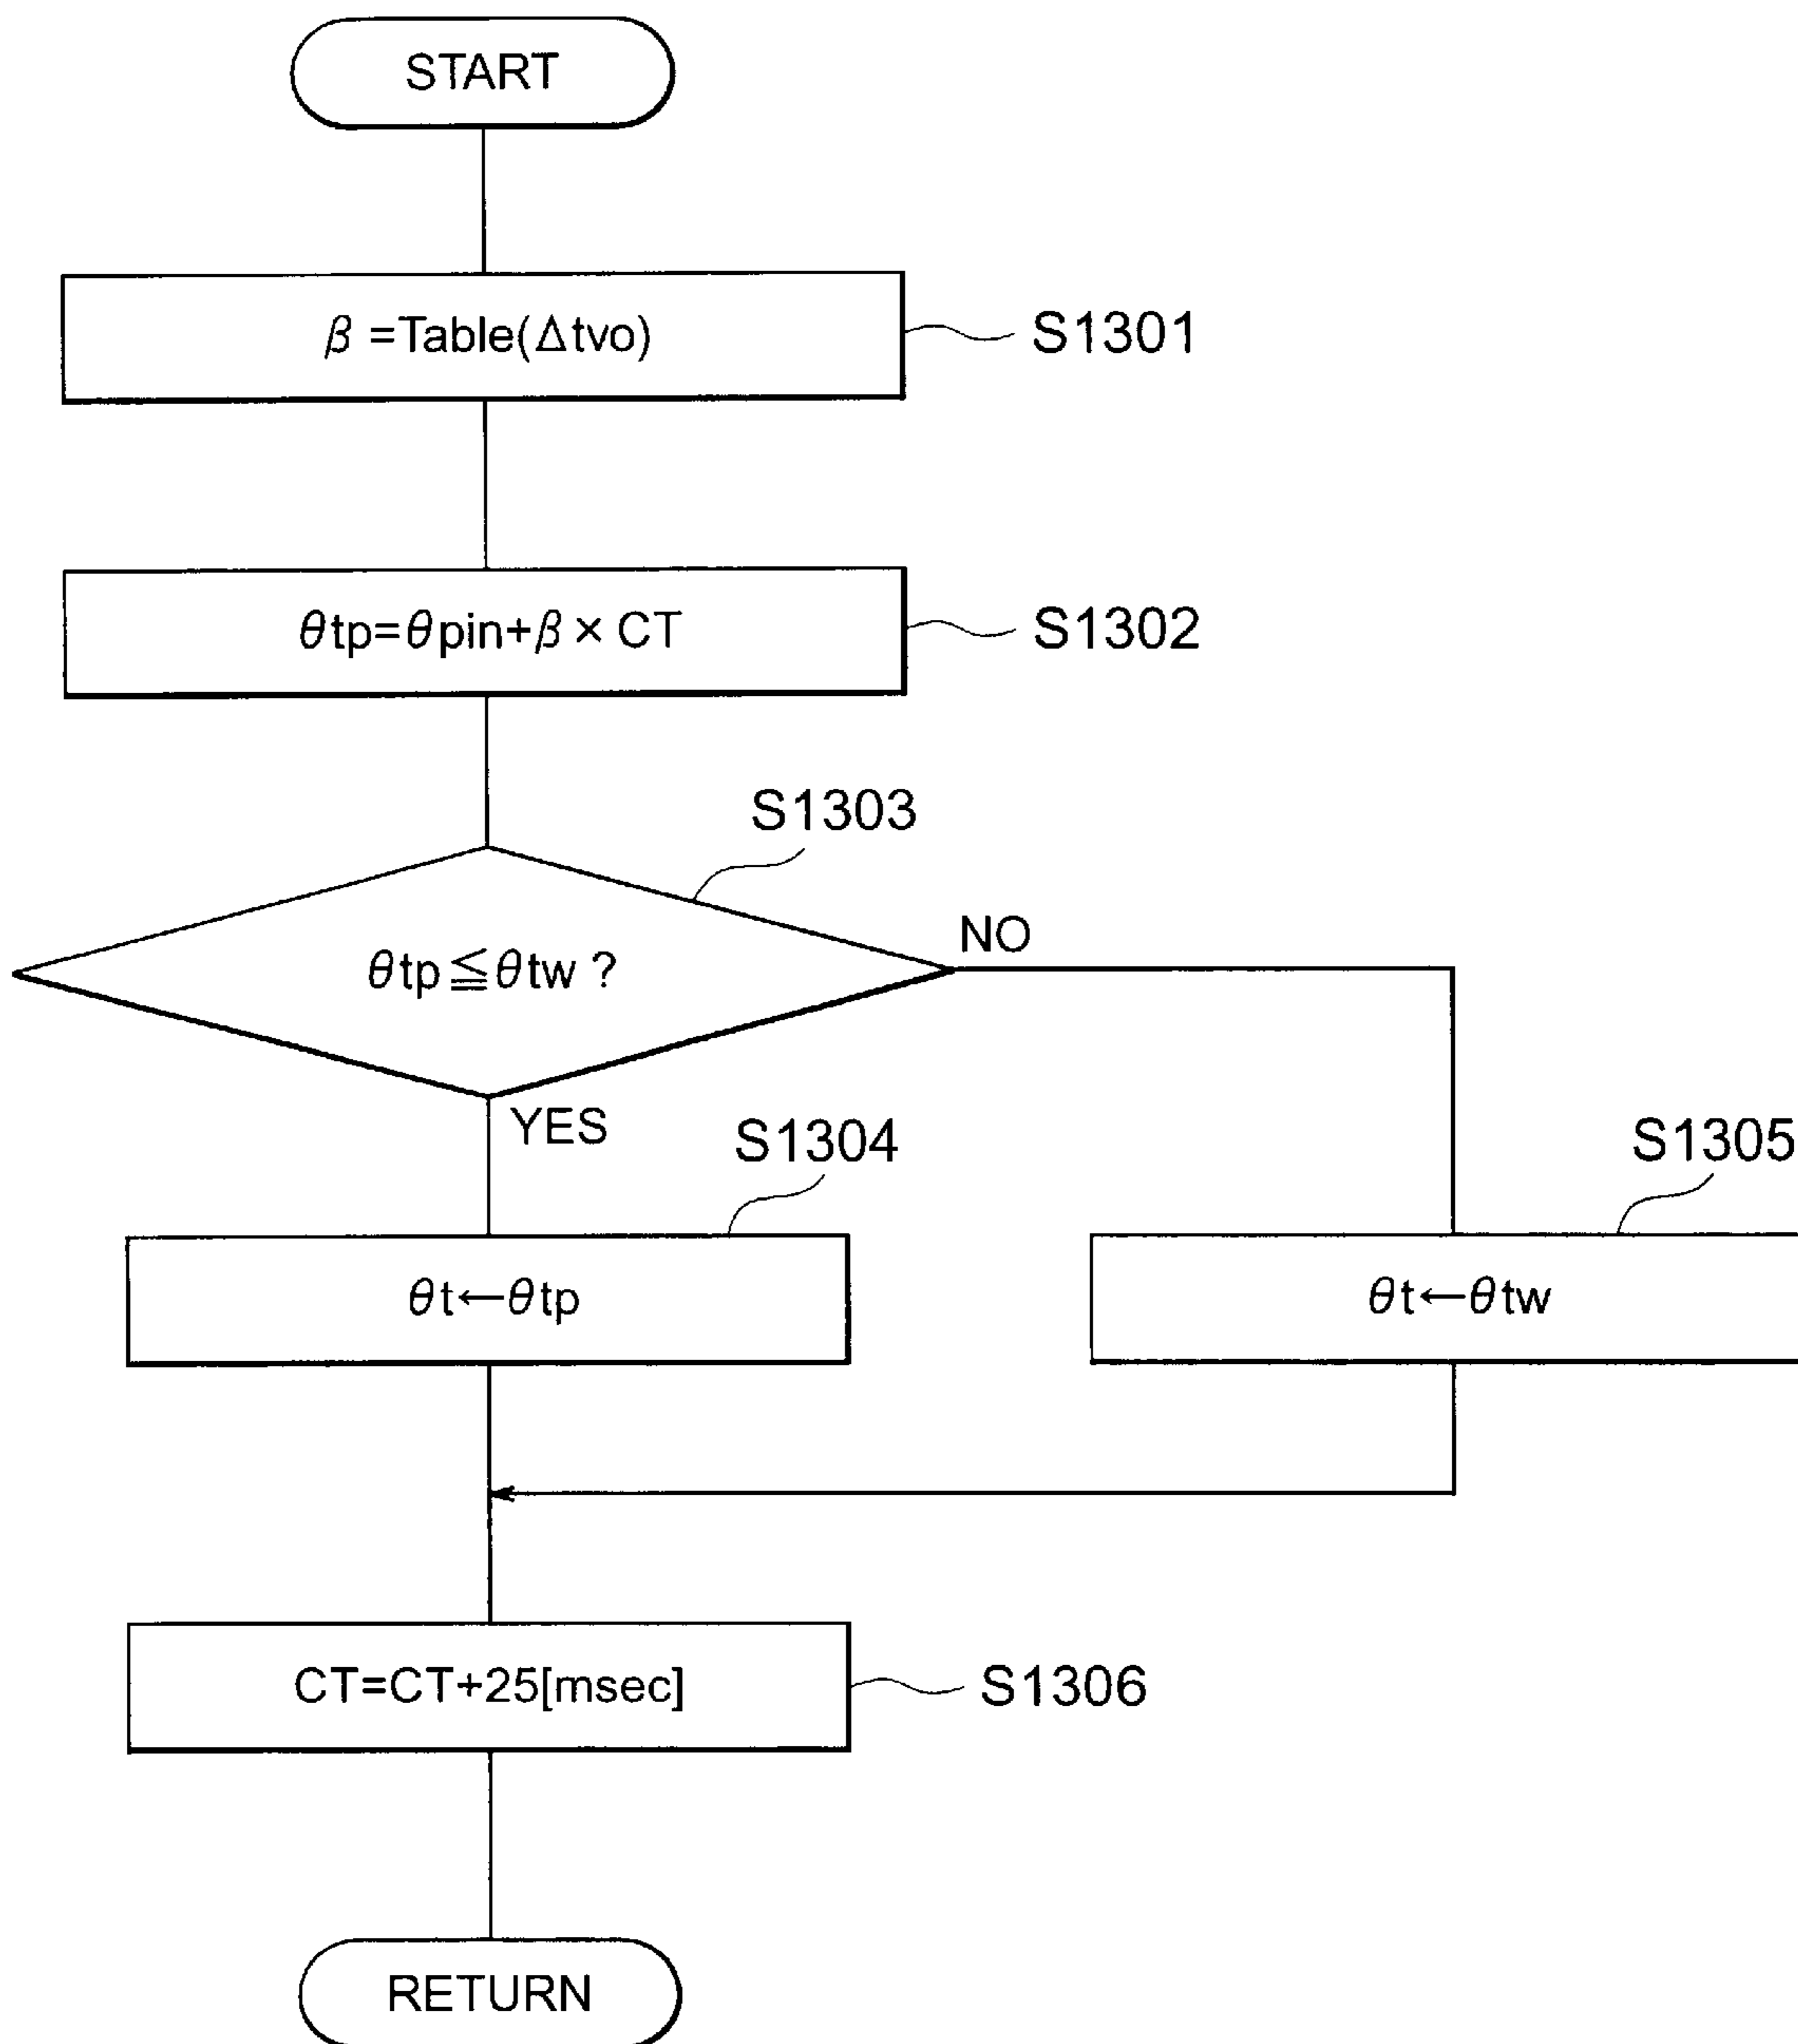 START
β =Table(Δtvo)
S1301
θtp=θpin+β× CT
S1302
S1303
θtp≦θtw ?
NO
YES
S1304
S1305
θt←θtp
θt←θtw
CT=CT+25[msec]
S1306
RETURN